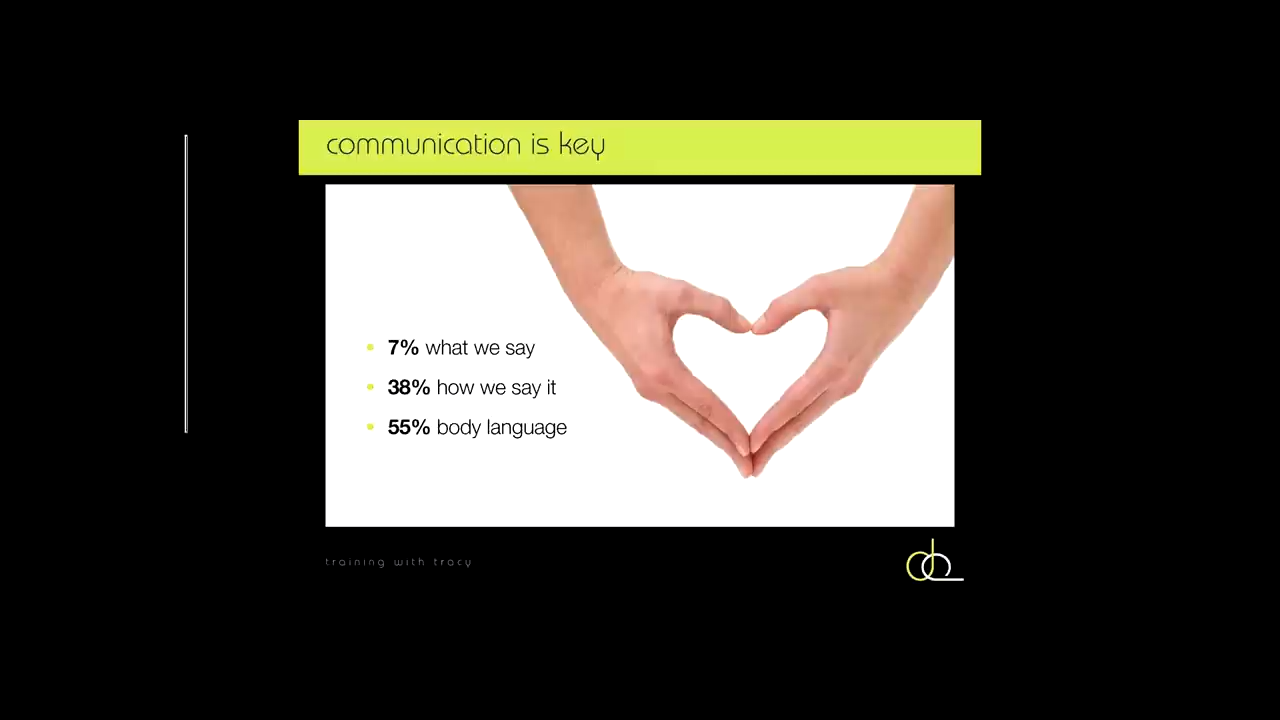 communication is key
• 7% what we say
• 38% how we say it
• 55% body language
training with tracy